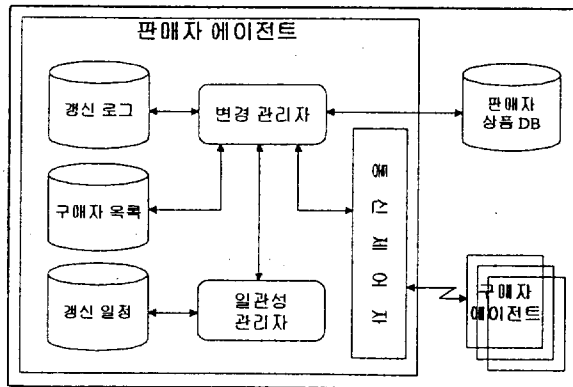 판매자 에이전트
갱신 로그
변경 관리자
판매자
상품 DB
구매자 목록
통
신
제
어
자
갱신 일정
일관성
관리자
구매자
에이전트